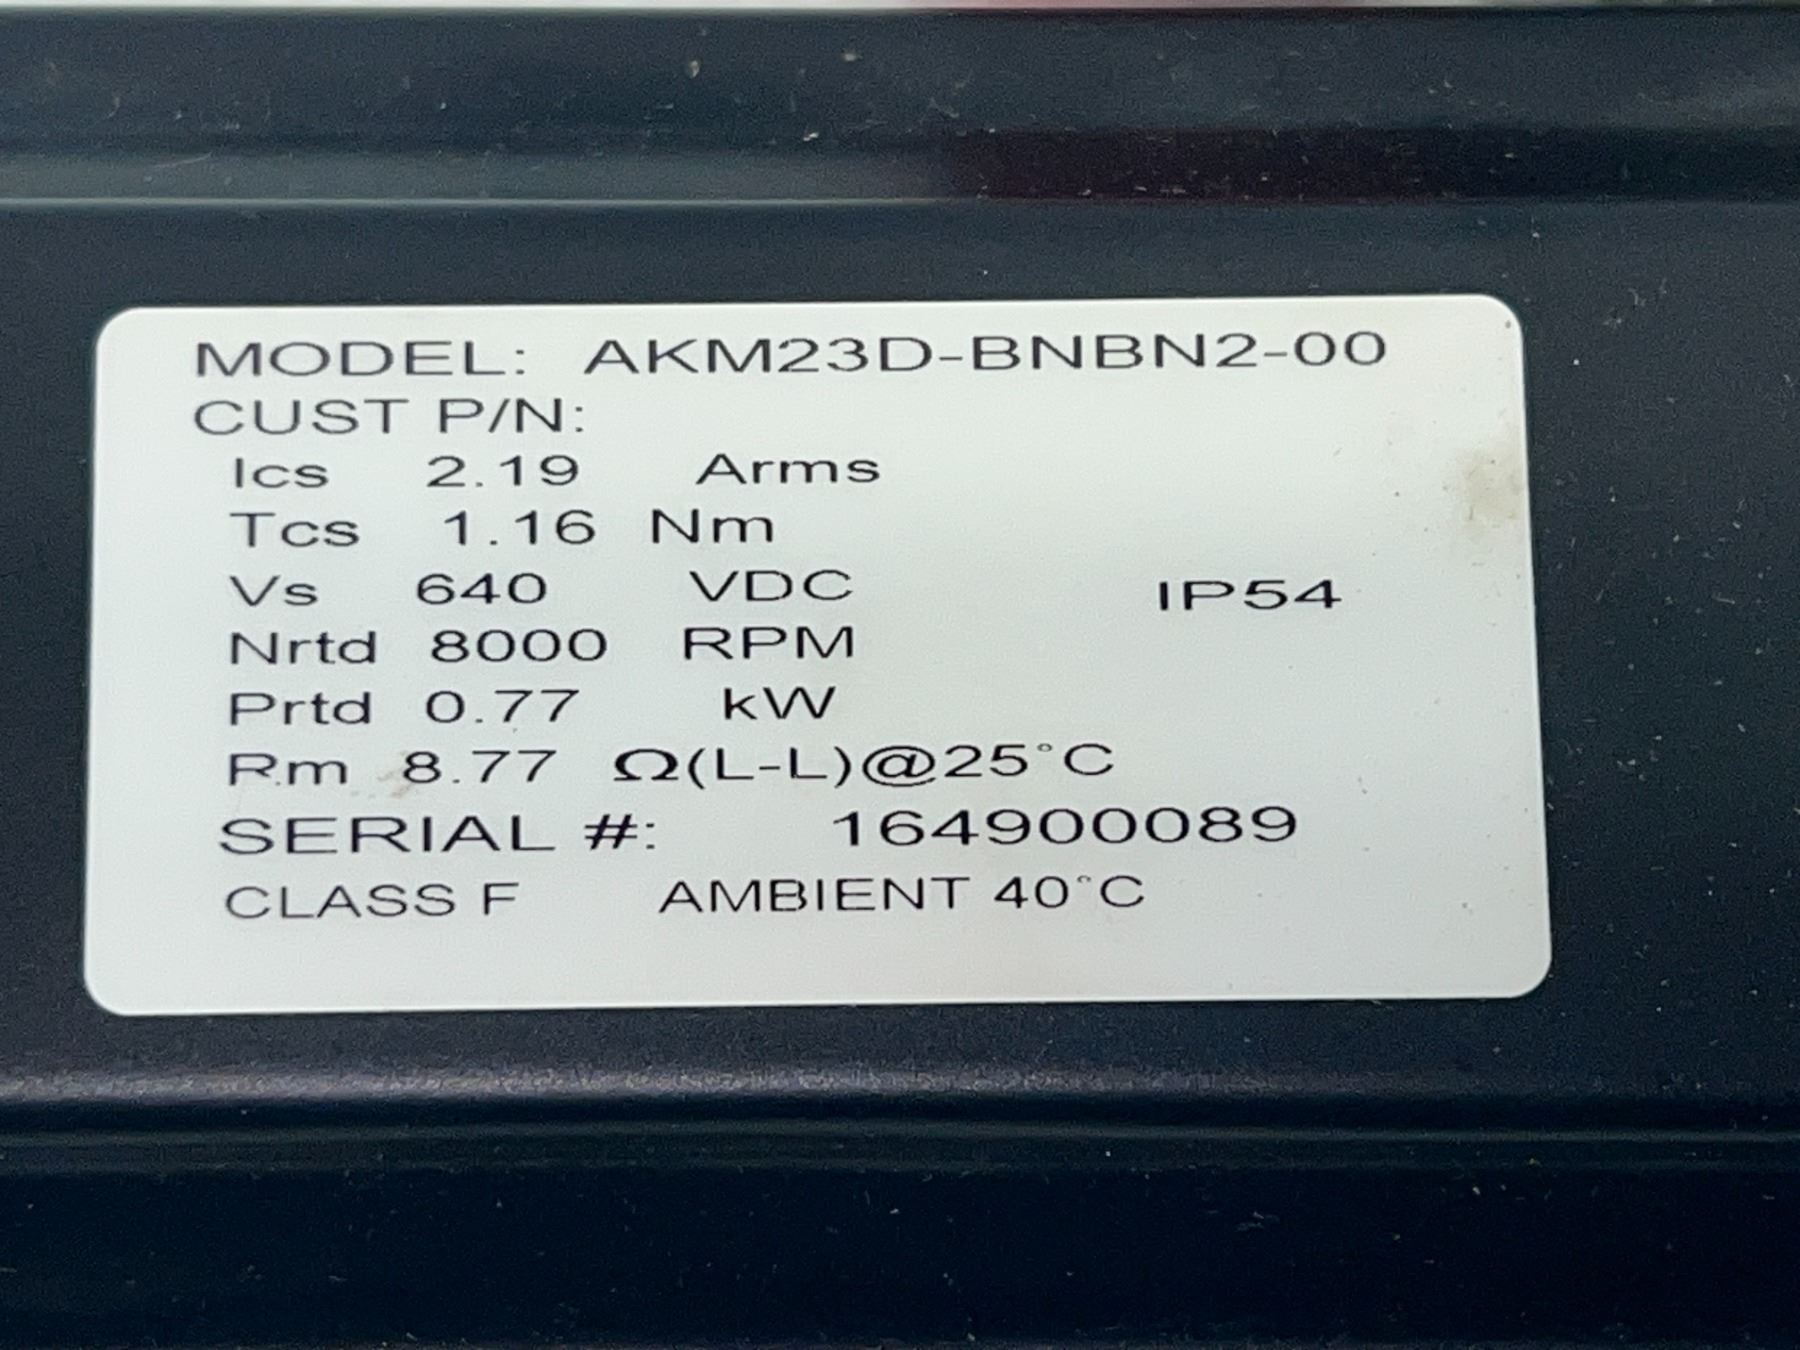 MODEL: AKM23D-BNBN2-00
CUST P/N:
Ics 2.19 Arms
Tcs 1.16 Nm
Vs 640 VDC IP54
Nrtd 8000 RPM
Prtd 0.77 kW
Rm 8.77 Ω(L-L)@25°C
SERIAL #: 164900089
CLASS F AMBIENT 40°C